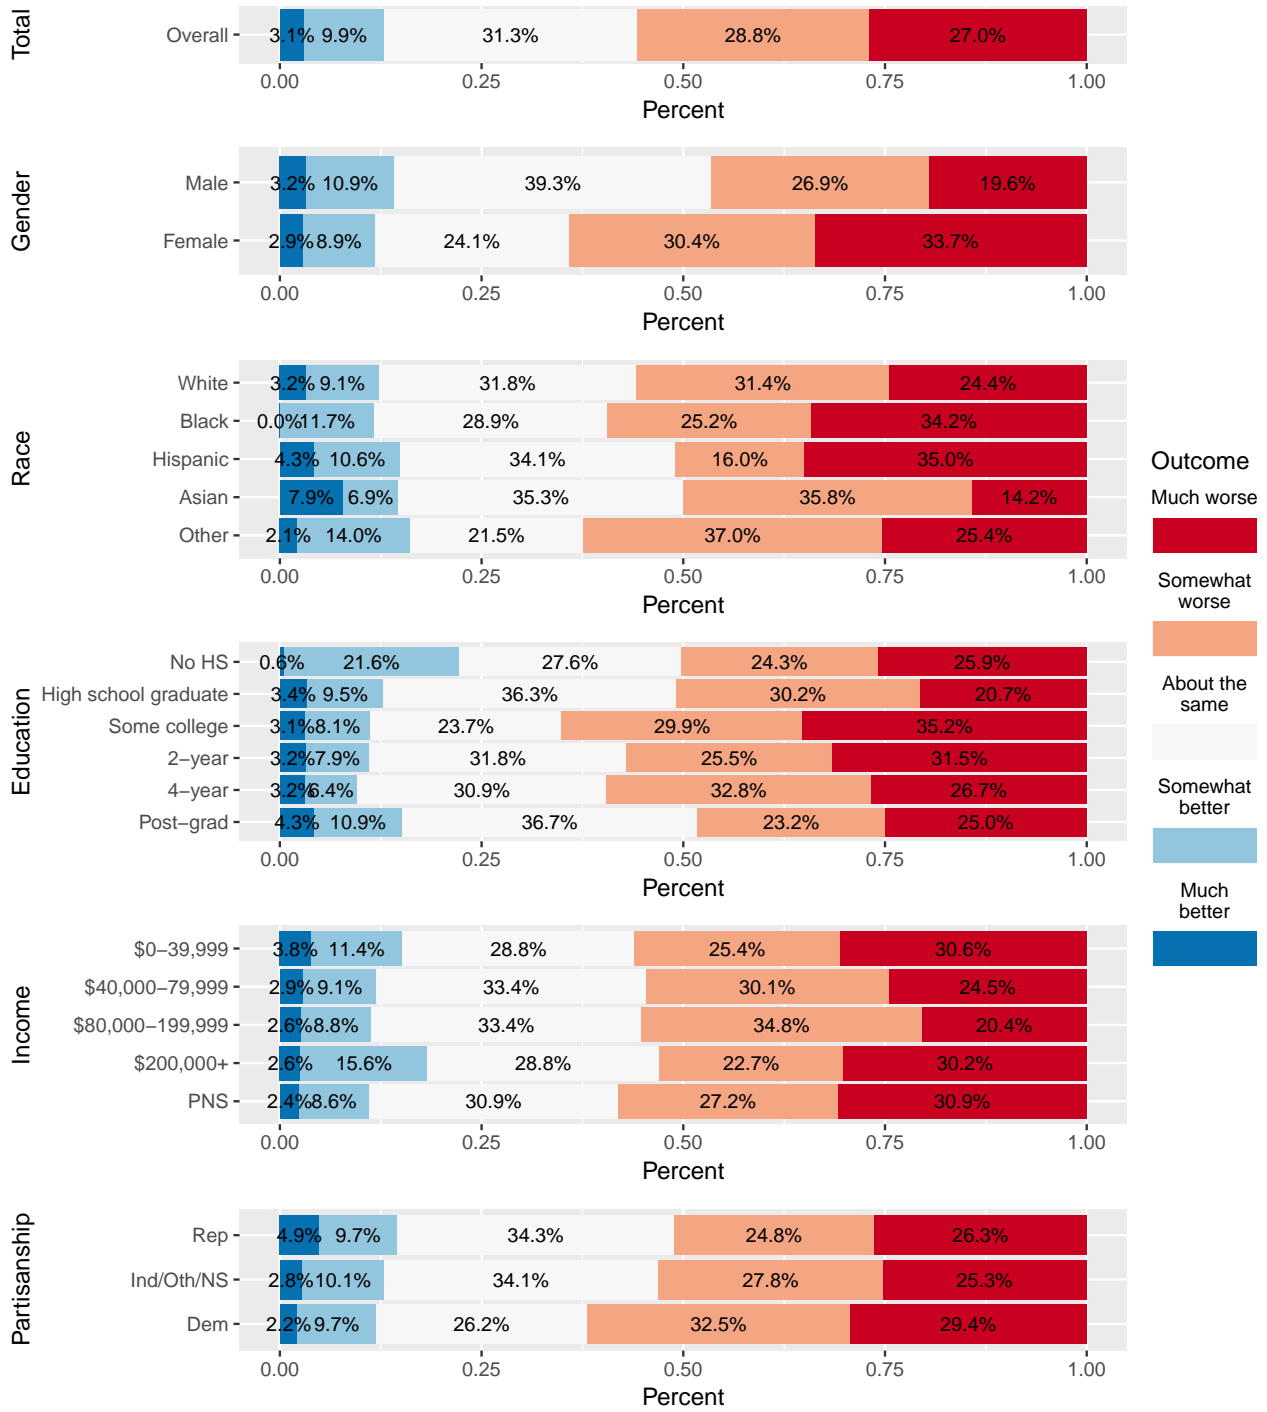 Total
Overall 3.1% 9.9% 31.3% 28.8% 27.0%
0.00 0.25 0.50 0.75 1.00
Percent
Gender
Male 3.2% 10.9% 39.3% 26.9% 19.6%
Female 2.9% 8.9% 24.1% 30.4% 33.7%
0.00 0.25 0.50 0.75 1.00
Percent
Race
White 3.2% 9.1% 31.8% 31.4% 24.4%
Black 0.0% 11.7% 28.9% 25.2% 34.2%
Hispanic 4.3% 10.6% 34.1% 16.0% 35.0%
Asian 7.9% 6.9% 35.3% 35.8% 14.2%
Other 2.1% 14.0% 21.5% 37.0% 25.4%
0.00 0.25 0.50 0.75 1.00
Percent
Education
No HS 0.6% 21.6% 27.6% 24.3% 25.9%
High school graduate 3.4% 9.5% 36.3% 30.2% 20.7%
Some college 3.1% 8.1% 23.7% 29.9% 35.2%
2−year 3.2% 7.9% 31.8% 25.5% 31.5%
4−year 3.2% 6.4% 30.9% 32.8% 26.7%
Post−grad 4.3% 10.9% 36.7% 23.2% 25.0%
0.00 0.25 0.50 0.75 1.00
Percent
Income
$0−39,999 3.8% 11.4% 28.8% 25.4% 30.6%
$40,000−79,999 2.9% 9.1% 33.4% 30.1% 24.5%
$80,000−199,999 2.6% 8.8% 33.4% 34.8% 20.4%
$200,000+ 2.6% 15.6% 28.8% 22.7% 30.2%
PNS 2.4% 8.6% 30.9% 27.2% 30.9%
0.00 0.25 0.50 0.75 1.00
Percent
Partisanship
Rep 4.9% 9.7% 34.3% 24.8% 26.3%
Ind/Oth/NS 2.8% 10.1% 34.1% 27.8% 25.3%
Dem 2.2% 9.7% 26.2% 32.5% 29.4%
0.00 0.25 0.50 0.75 1.00
Percent
Outcome
Much worse
Somewhat
worse
About the
same
Somewhat
better
Much
better